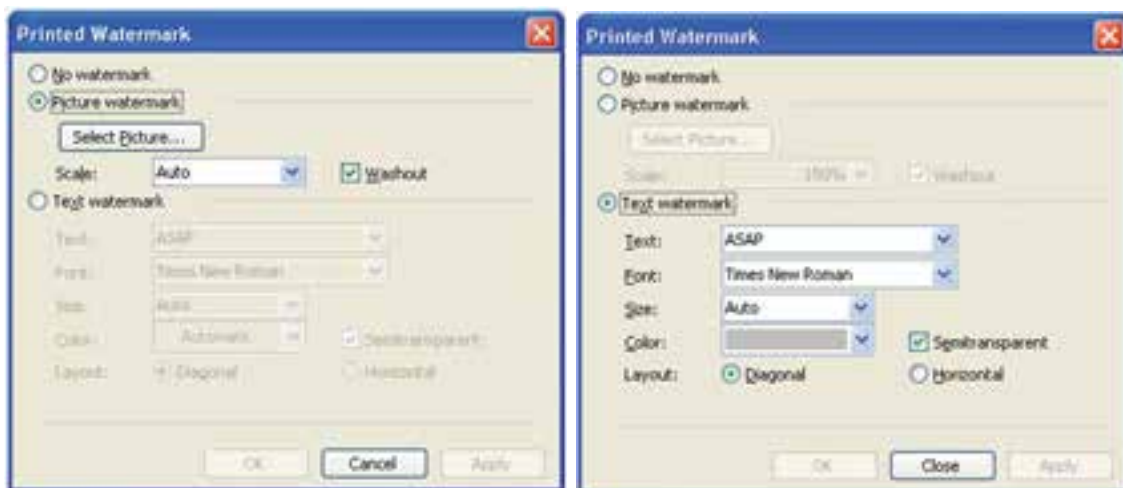 Printed Watermark
No watermark
Picture watermark
Select Picture...
Scale: Auto Washout
Text watermark
Text: ASAP
Font: Times New Roman
Size: Auto
Color: Automatic Semitransparent
Layout: Diagonal Horizontal
OK Cancel Apply
Printed Watermark
No watermark
Picture watermark
Select Picture...
Scale: 100% Washout
Text watermark
Text: ASAP
Font: Times New Roman
Size: Auto
Color: Semitransparent
Layout: Diagonal Horizontal
OK Close Apply